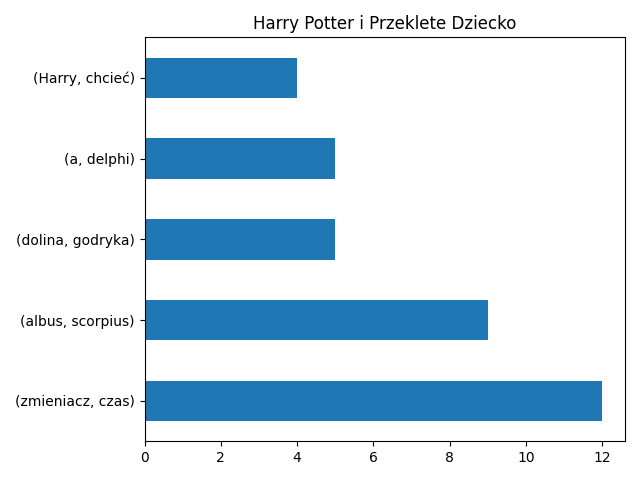 Harry Potter i Przeklete Dziecko
(Harry, chcieć)
(a, delphi)
(dolina, godryka)
(albus, scorpius)
(zmieniacz, czas)
0 2 4 6 8 10 12